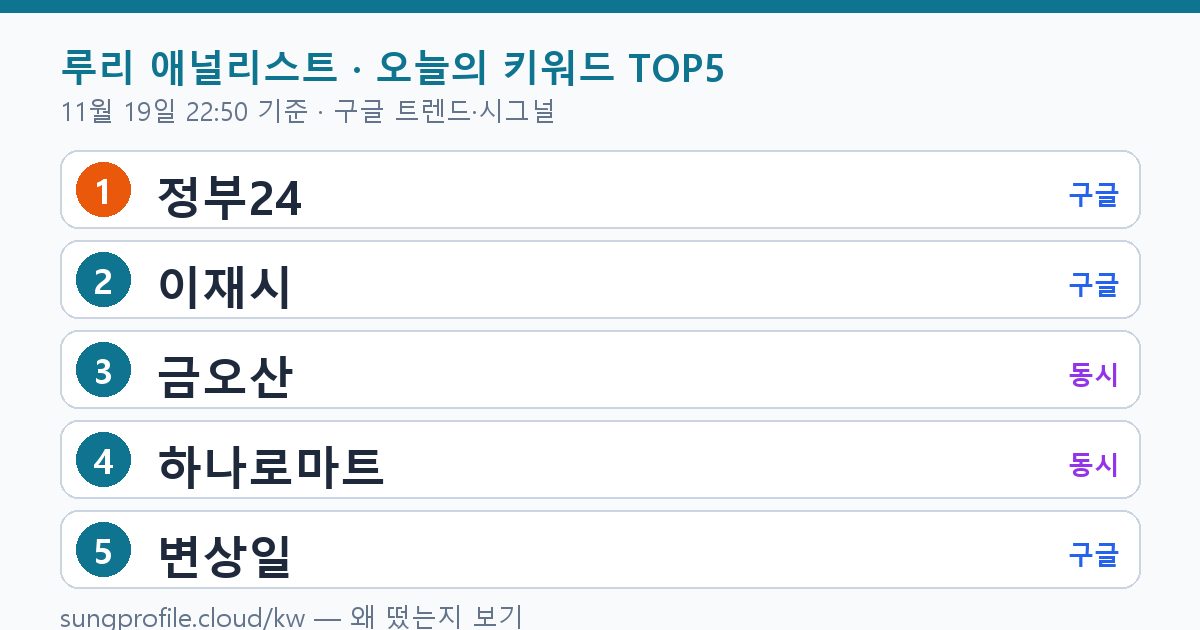 루리 애널리스트 · 오늘의 키워드 TOP5
11월 19일 22:50 기준 · 구글 트렌드·시그널
1 정부24 구글
2 이재시 구글
3 금오산 동시
4 하나로마트 동시
5 변상일 구글
sungprofile.cloud/kw — 왜 떴는지 보기